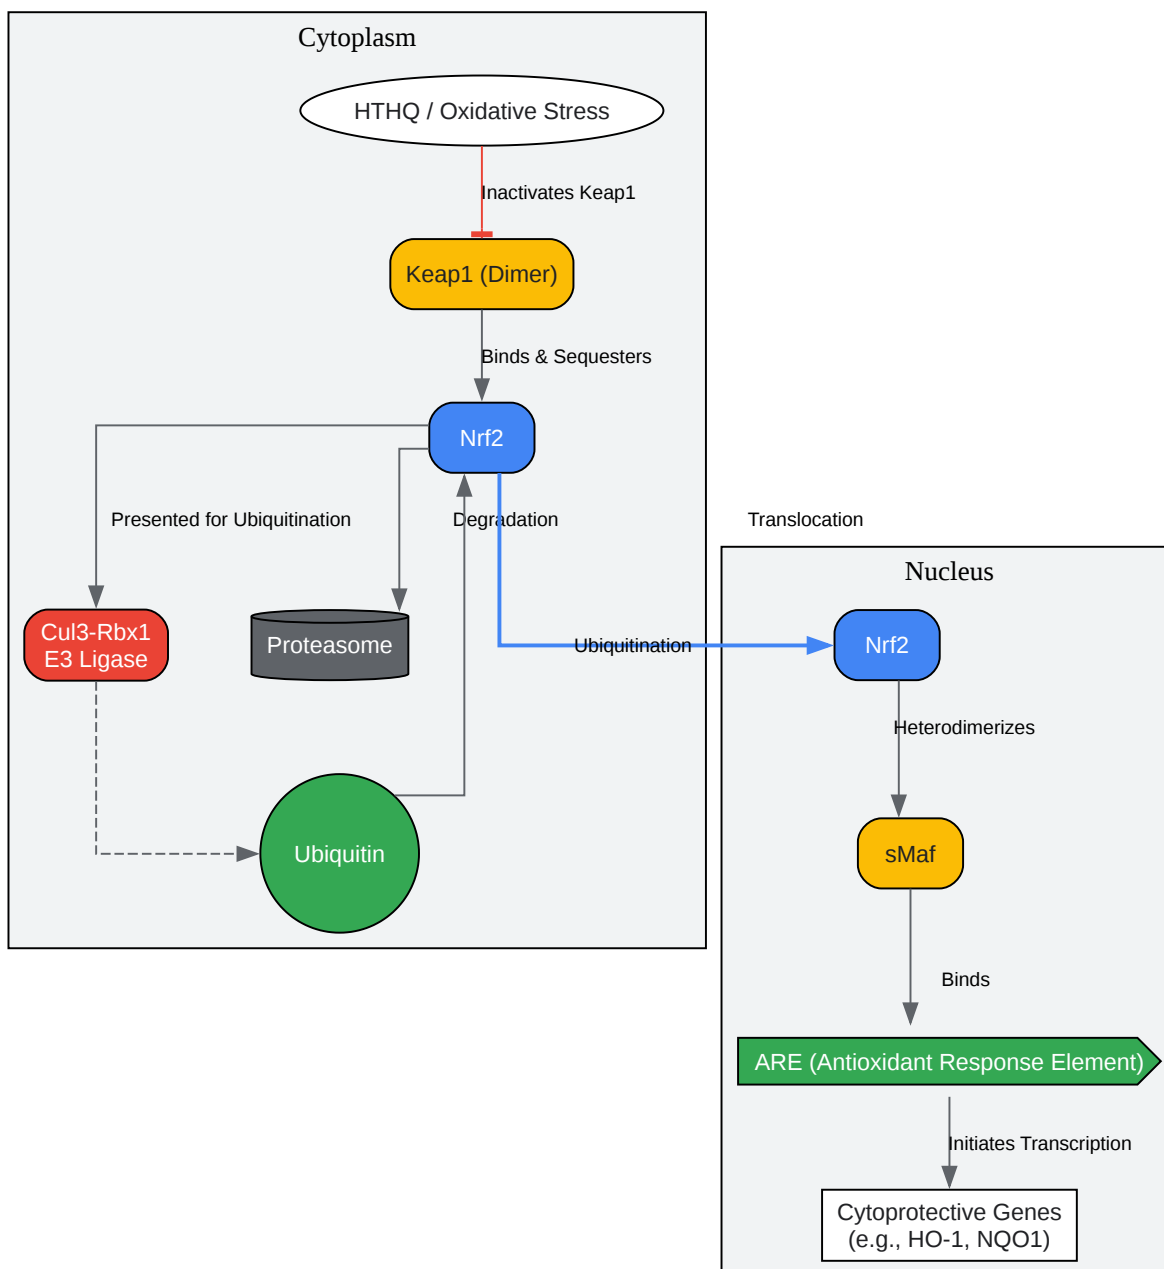 Cytoplasm
HTHQ / Oxidative Stress
Inactivates Keap1
Keap1 (Dimer)
Binds & Sequesters
Nrf2
Presented for Ubiquitination
Degradation
Translocation
Nucleus
Cul3-Rbx1
E3 Ligase
Proteasome
Ubiquitination
Nrf2
Heterodimerizes
Ubiquitin
sMaf
Binds
ARE (Antioxidant Response Element)
Initiates Transcription
Cytoprotective Genes
(e.g., HO-1, NQO1)